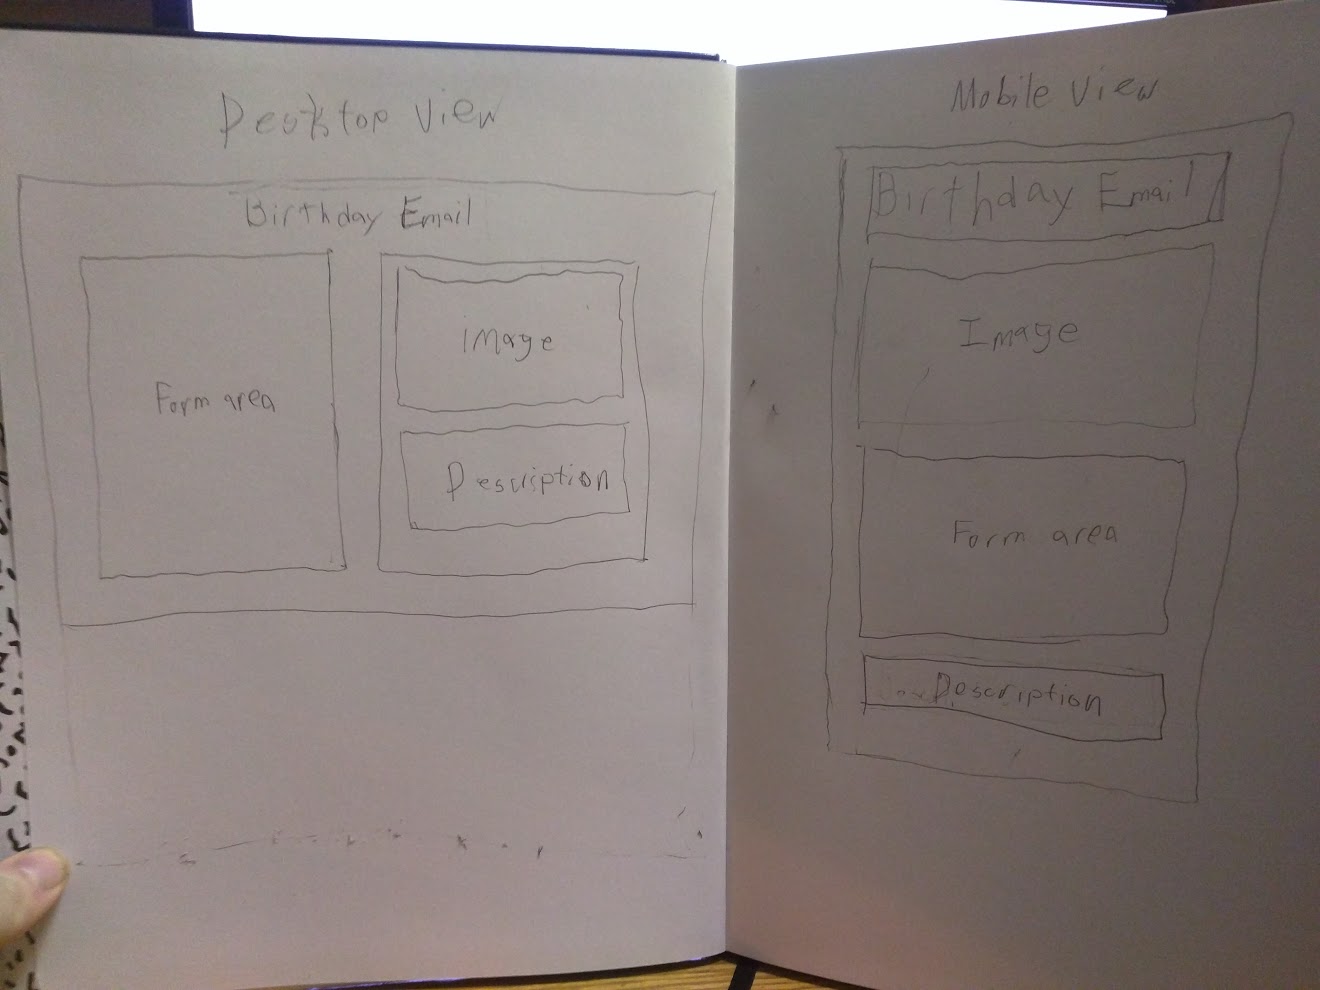 Desktop View
Birthday Email
Form area
image
Description
Mobile View
Birthday Email
Image
Form area
Description